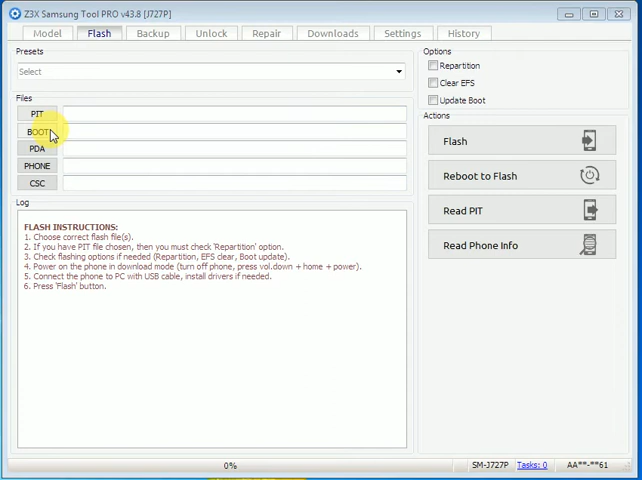 Z3X Samsung Tool PRO v43.8 [J727P]
Model Flash Backup Unlock Repair Downloads Settings History
Presets
Select
Files
PIT
BOOT
PDA
PHONE
CSC
Options
Repartition
Clear EFS
Update Boot
Actions
Flash
Reboot to Flash
Read PIT
Read Phone Info
Log
FLASH INSTRUCTIONS:
1. Choose correct flash file(s).
2. If you have PIT file chosen, then you must check 'Repartition' option.
3. Check flashing options if needed (Repartition, EFS clear, Boot update).
4. Power on the phone in download mode (turn off phone, press vol.down + home + power).
5. Connect the phone to PC with USB cable, install drivers if needed.
6. Press 'Flash' button.
0% SM-J727P Tasks: 0 AA**-**61